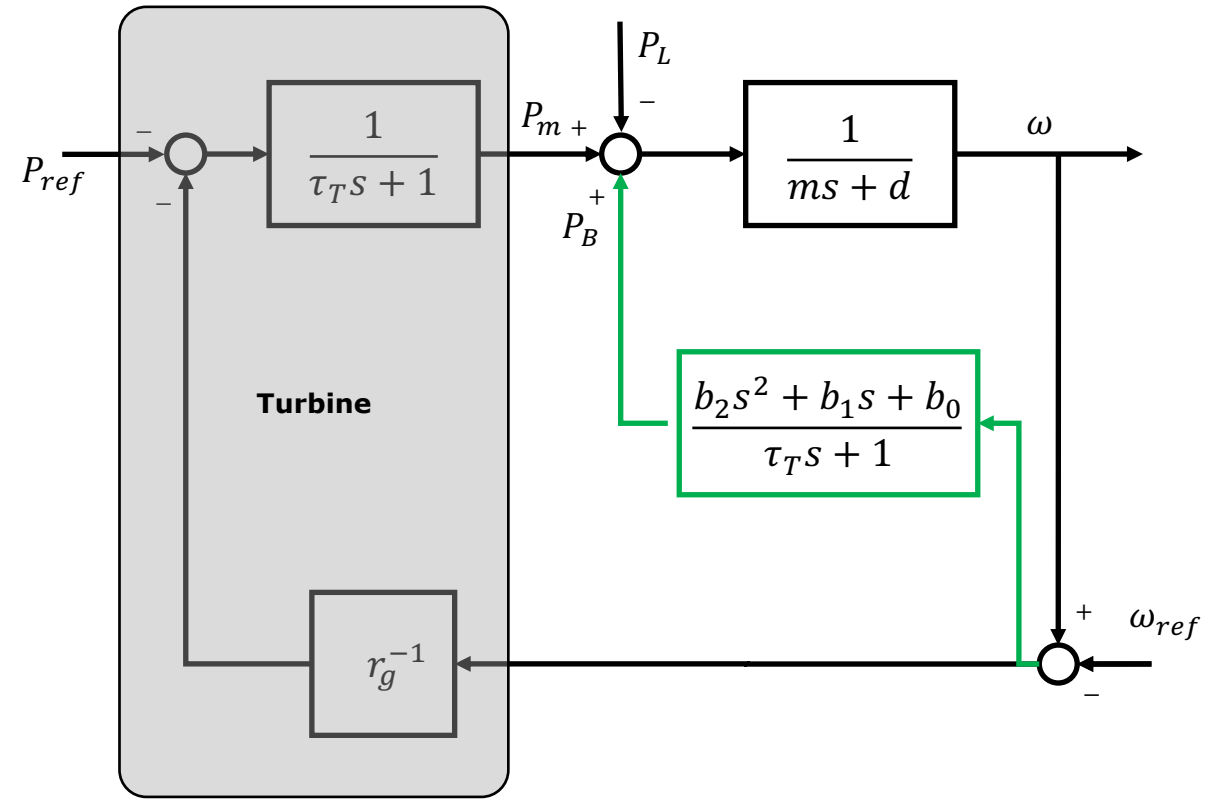 P_L
−
1
τ_T s + 1
P_m +
1
ms + d
ω
−
P_ref
−
+
P_B
b_2 s^2 + b_1 s + b_0
τ_T s + 1
Turbine
r_g^{-1}
+
ω_ref
−